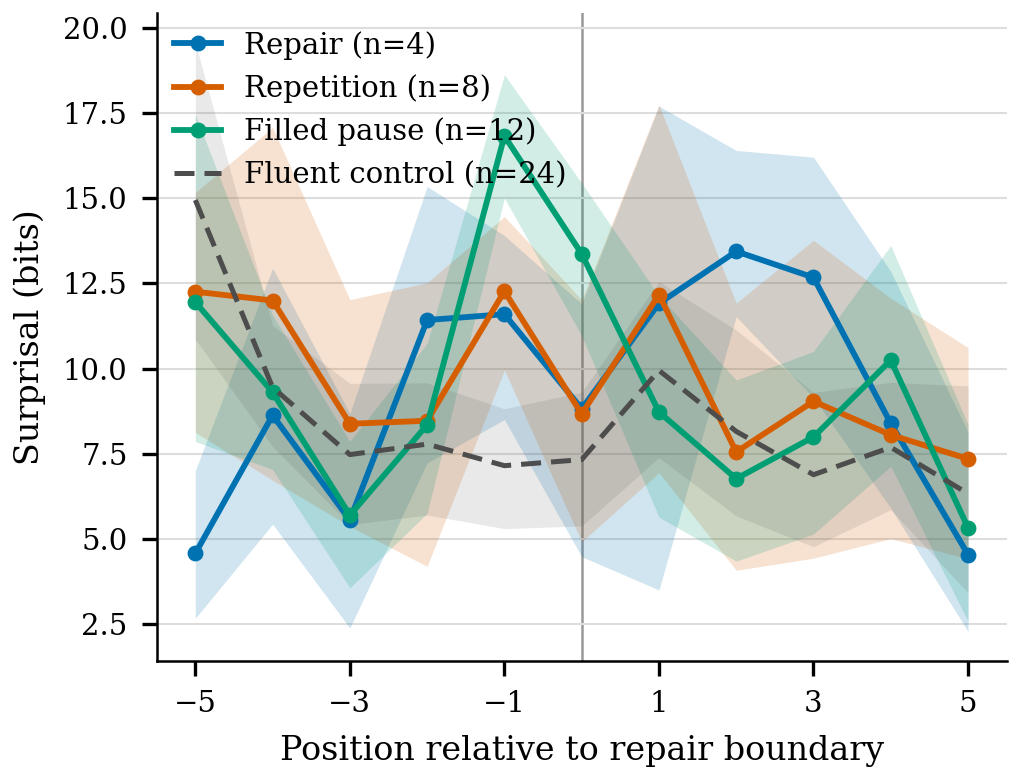 20.0
17.5
15.0
12.5
10.0
7.5
5.0
2.5
Surprisal (bits)
Repair (n=4)
Repetition (n=8)
Filled pause (n=12)
Fluent control (n=24)
−5 −3 −1 1 3 5
Position relative to repair boundary